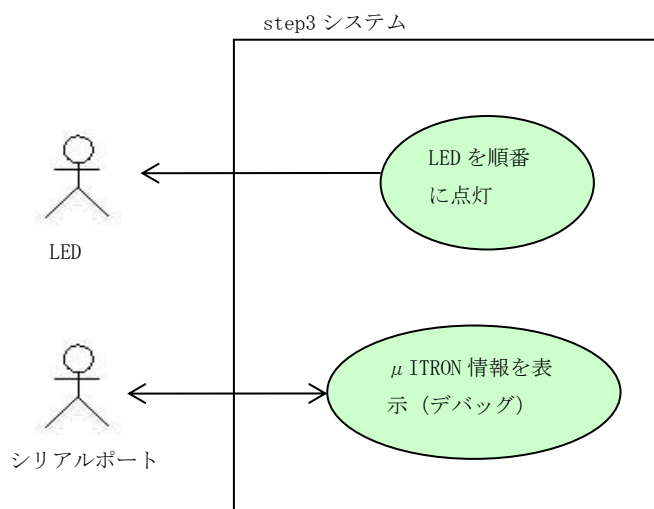 step3 システム
LED を順番
に点灯
LED
μ ITRON 情報を表
示 (デバッグ)
シリアルポート